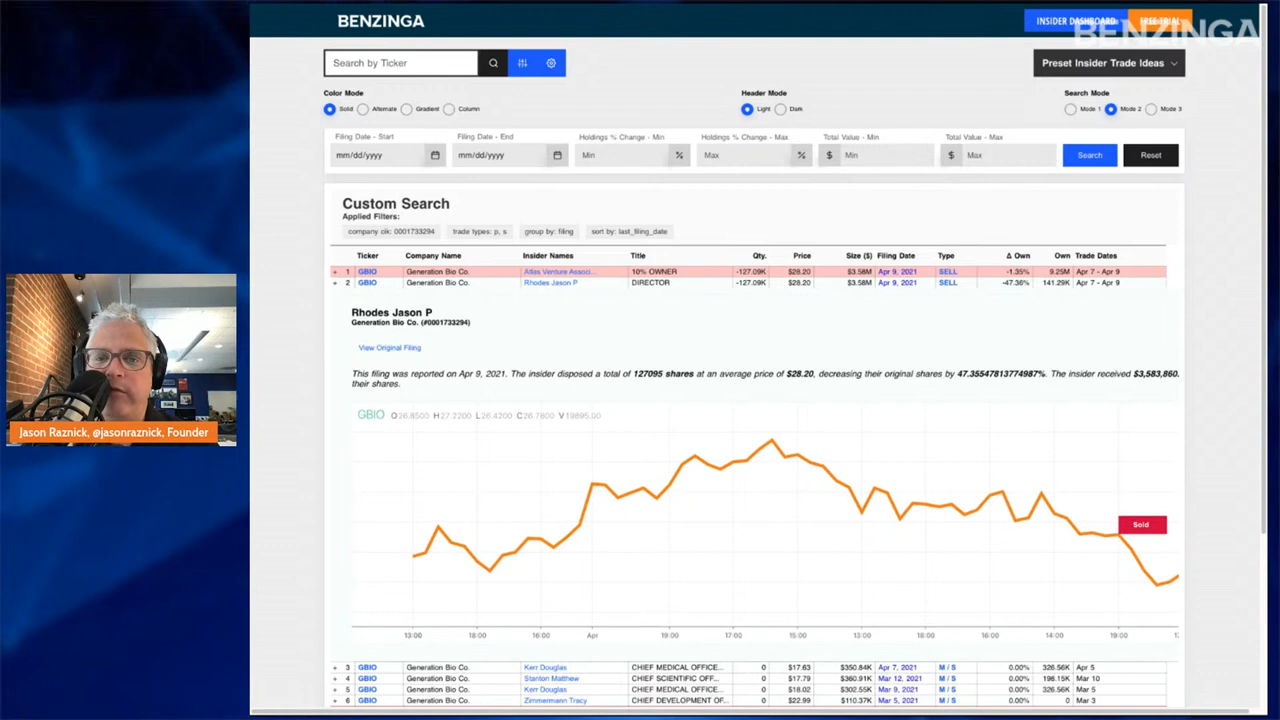 BENZINGA
INSIDER DASHBOARD
FREE TRIAL
BENZINGA
Search by Ticker
Preset Insider Trade Ideas
Color Mode
Header Mode
Search Mode
Solid Alternate Gradient Column
Light Dark
Mode 1 Mode 2 Mode 3
Filing Date - Start Filing Date - End Holdings % Change - Min Holdings % Change - Max Total Value - Min Total Value - Max
mm/dd/yyyy mm/dd/yyyy Min % Max % $ Min $ Max Search Reset
Custom Search
Applied Filters:
company cik: 0001733294 trade types: p, s group by: filing sort by: last_filing_date
Ticker Company Name Insider Names Title Qty. Price Size ($) Filing Date Type Δ Own Own Trade Dates
+ 1 GBIO Generation Bio Co. Atlas Venture Associ... 10% OWNER -127.09K $28.20 $3.58M Apr 9, 2021 SELL -1.35% 9.25M Apr 7 - Apr 9
+ 2 GBIO Generation Bio Co. Rhodes Jason P DIRECTOR -127.09K $28.20 $3.58M Apr 9, 2021 SELL -47.36% 141.29K Apr 7 - Apr 9
Rhodes Jason P
Generation Bio Co. (#0001733294)
View Original Filing
This filing was reported on Apr 9, 2021. The insider disposed a total of 127095 shares at an average price of $28.20, decreasing their original shares by 47.35547813774987%. The insider received $3,583,860.
their shares.
GBIO O26.8500 H27.2200 L26.4200 C26.7800 V19895.00
Sold
13:00 18:00 16:00 Apr 19:00 17:00 15:00 13:00 18:00 16:00 14:00 19:00
+ 3 GBIO Generation Bio Co. Kerr Douglas CHIEF MEDICAL OFFICE... 0 $17.63 $350.84K Apr 7, 2021 M / S 0.00% 326.56K Apr 5
+ 4 GBIO Generation Bio Co. Stanton Matthew CHIEF SCIENTIFIC OFF... 0 $17.79 $360.91K Mar 12, 2021 M / S 0.00% 196.15K Mar 10
+ 5 GBIO Generation Bio Co. Kerr Douglas CHIEF MEDICAL OFFICE... 0 $18.02 $302.55K Mar 9, 2021 M / S 0.00% 326.56K Mar 5
+ 6 GBIO Generation Bio Co. Zimmermann Tracy CHIEF DEVELOPMENT OF... 0 $22.99 $110.37K Mar 5, 2021 M / S 0.00% 0 Mar 3
Jason Raznick, @jasonraznick, Founder